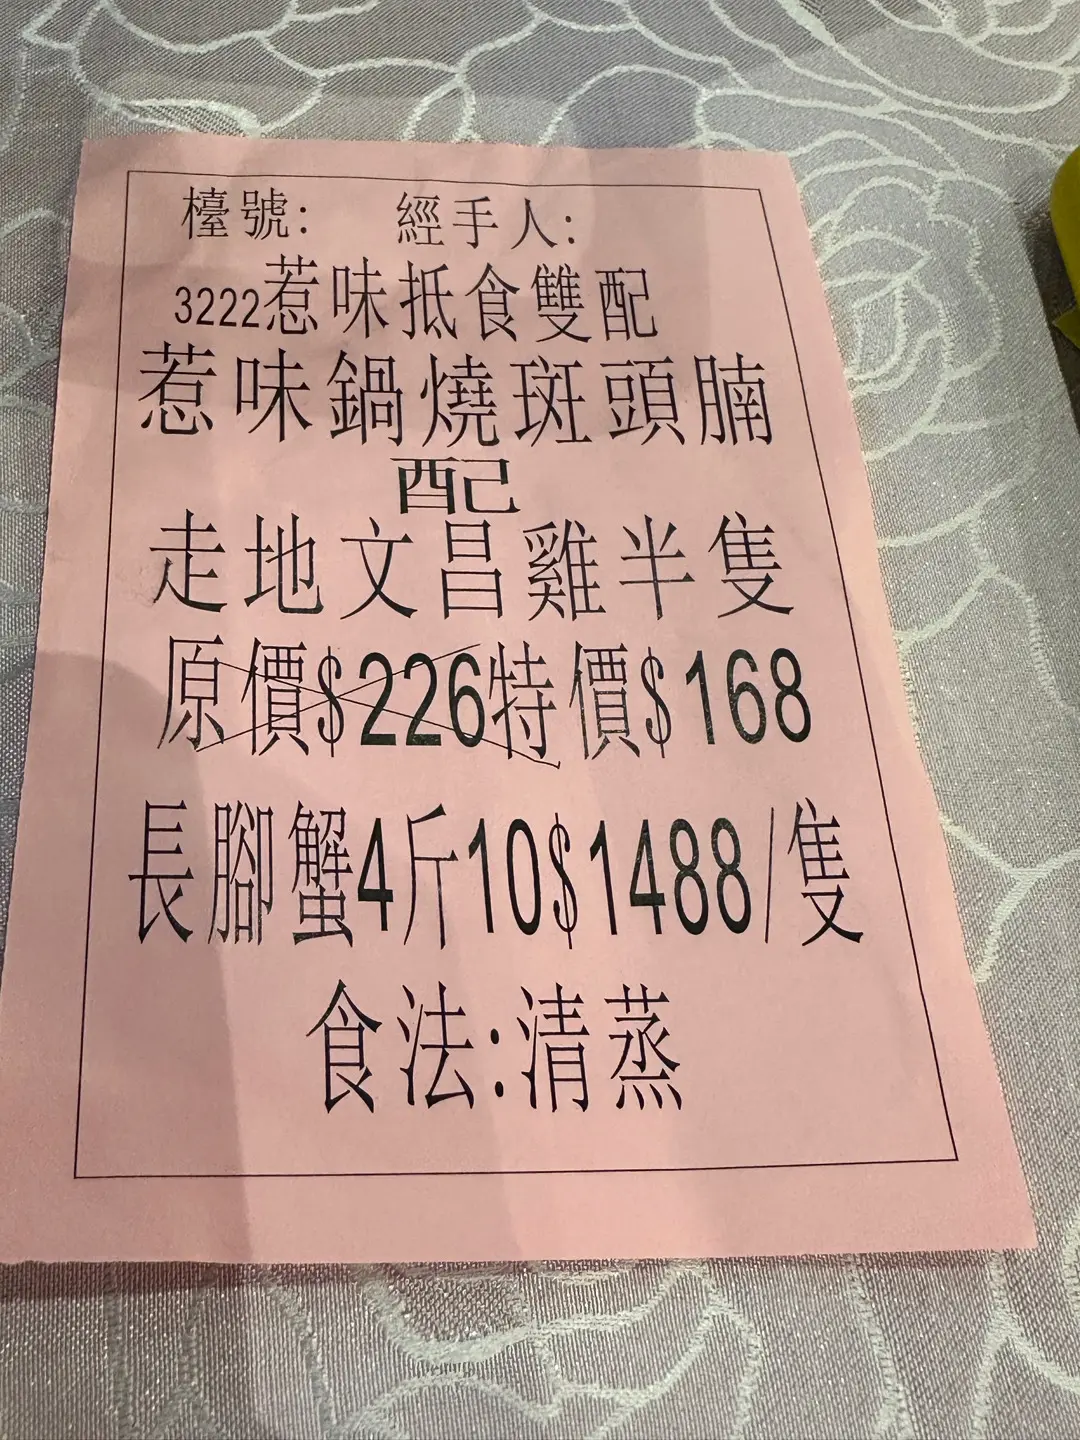 檯號: 經手人:
3222惹味抵食雙配
惹味鍋燒斑頭腩
配
走地文昌雞半隻
原價$226特價$168
長腳蟹4斤10$1488/隻
食法:清蒸